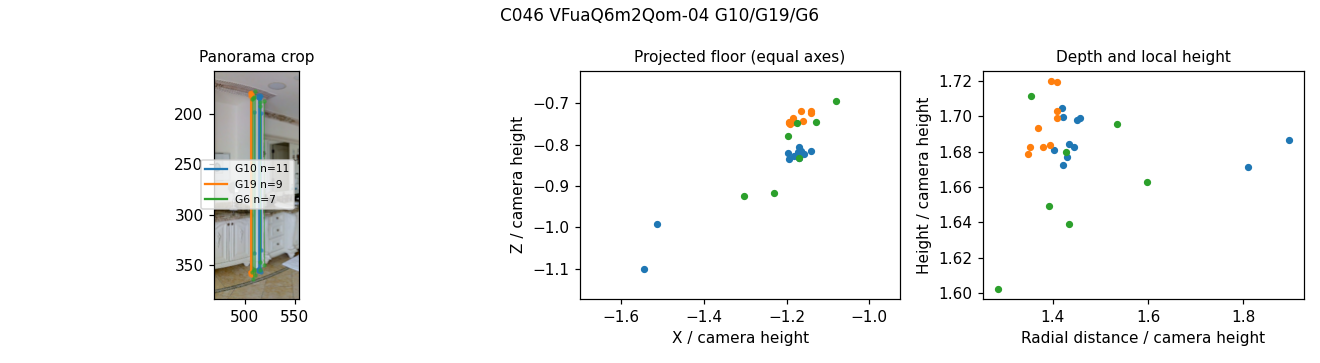 C046 VFuaQ6m2Qom-04 G10/G19/G6
Panorama crop
200
250
300
350
500
550
G10 n=11
G19 n=9
G6 n=7
Projected floor (equal axes)
Z / camera height
−0.7
−0.8
−0.9
−1.0
−1.1
−1.6
−1.4
−1.2
−1.0
X / camera height
Depth and local height
Height / camera height
1.72
1.70
1.68
1.66
1.64
1.62
1.60
1.4
1.6
1.8
Radial distance / camera height